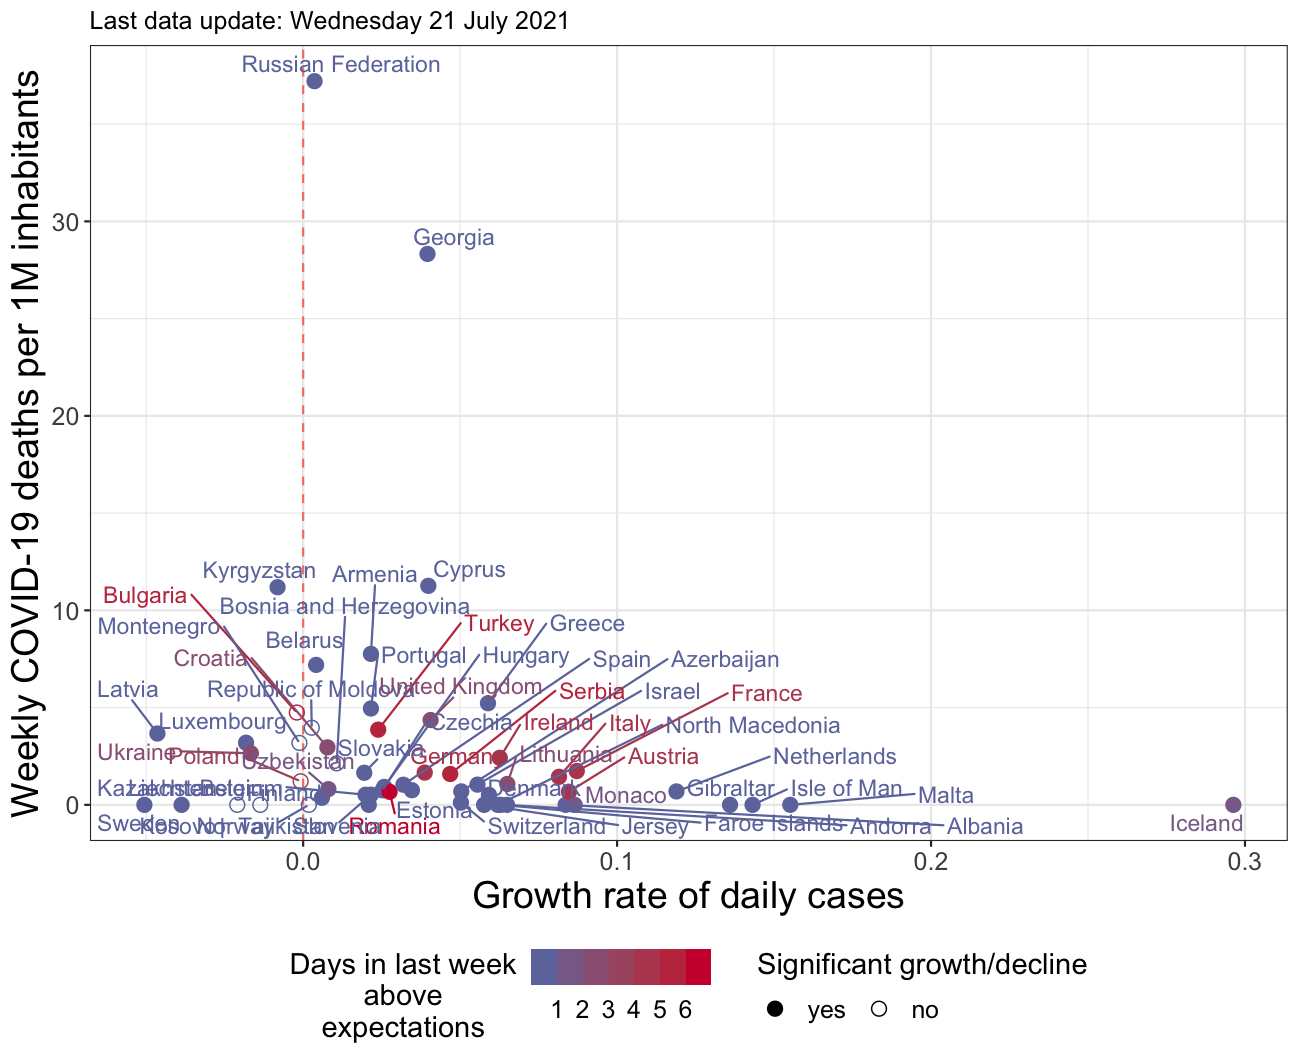 Last data update: Wednesday 21 July 2021
Weekly COVID-19 deaths per 1M inhabitants
Russian Federation
30
Georgia
20
Kyrgyzstan
Armenia
Cyprus
Bulgaria
Bosnia and Herzegovina
10
Montenegro
Belarus
Turkey
Greece
Croatia
Portugal
Hungary
Spain
Azerbaijan
Latvia
Republic of Moldova
United Kingdom
Serbia
Israel
France
Luxembourg
Czechia
Ireland
Italy
North Macedonia
Ukraine
Poland
Uzbekistan
Slovakia
Germany
Lithuania
Austria
Netherlands
Kazakhstan
Liechtenstein
Belgium
Finland
Denmark
Monaco
Gibraltar
Isle of Man
Malta
0
Estonia
Sweden
Kosovo
Norway
Tajikistan
Slovenia
Romania
Switzerland
Jersey
Faroe Islands
Andorra
Albania
Iceland
0.0
0.1
0.2
0.3
Growth rate of daily cases
Days in last week
above
expectations
1 2 3 4 5 6
Significant growth/decline
yes
no